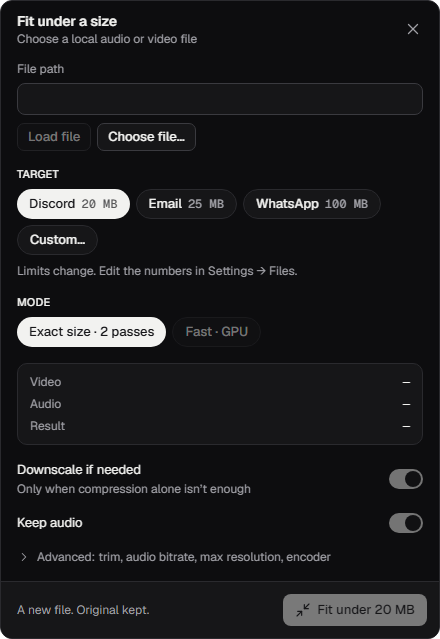 Fit under a size
Choose a local audio or video file
File path
Load file
Choose file...
TARGET
Discord 20 MB
Email 25 MB
WhatsApp 100 MB
Custom...
Limits change. Edit the numbers in Settings → Files.
MODE
Exact size · 2 passes
Fast · GPU
Video –
Audio –
Result –
Downscale if needed
Only when compression alone isn't enough
Keep audio
Advanced: trim, audio bitrate, max resolution, encoder
A new file. Original kept.
Fit under 20 MB